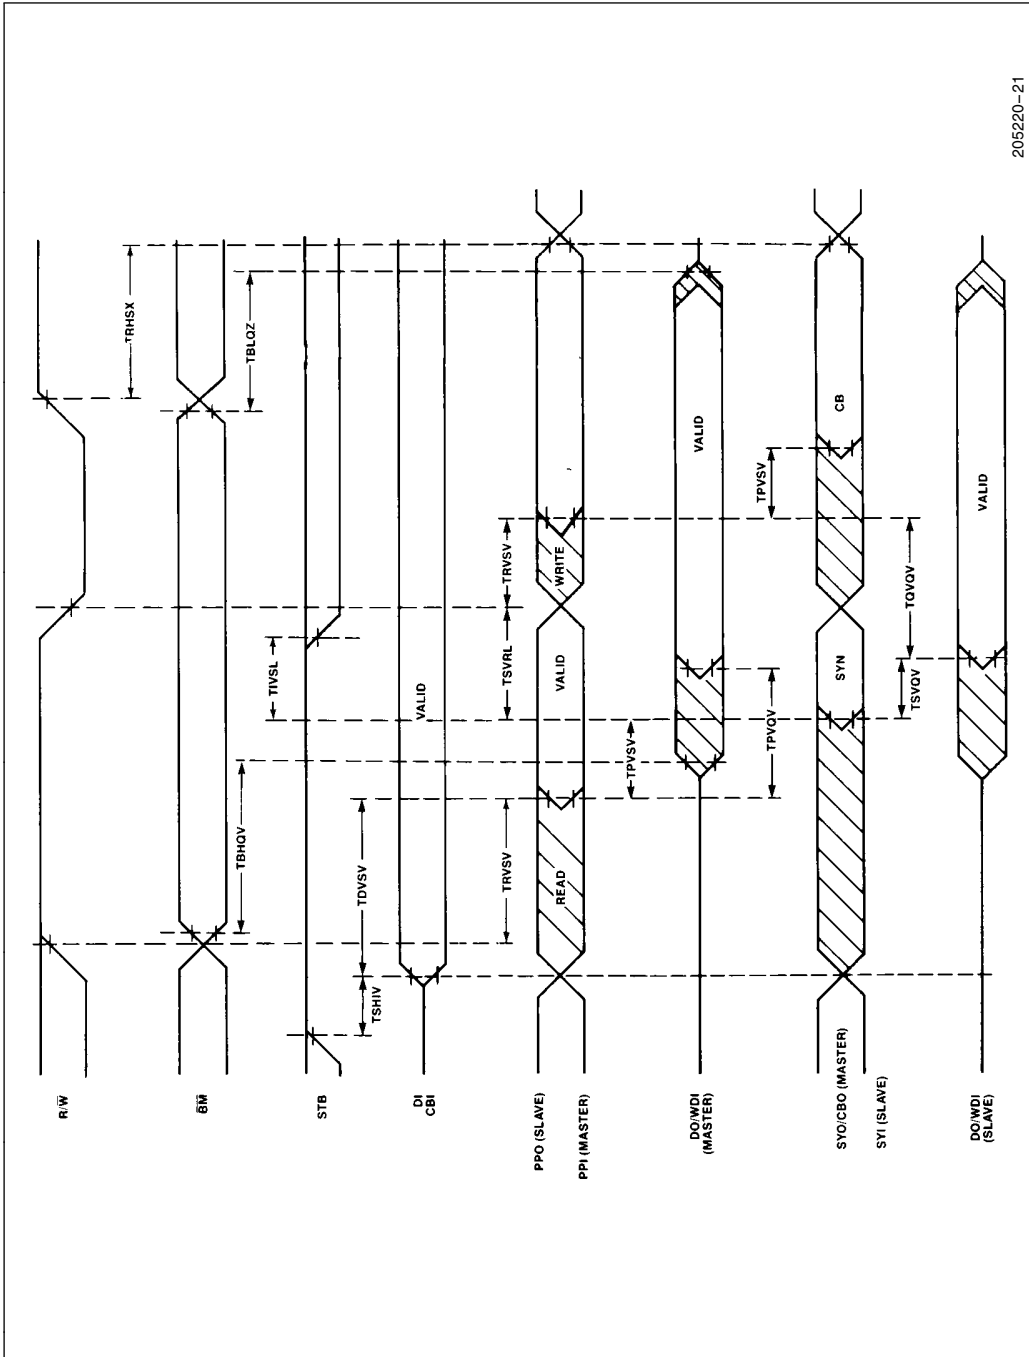 R/W̅
TRHSX
B̅M̅
TBHQV
TBLQZ
STB
TSHIV
TIVSL
DI
CBI
VALID
TDVSV
TRVSV
TSVRL
TRVSV
PPO (SLAVE)
PPI (MASTER)
READ
VALID
WRITE
TPVSV
DO/WDI
(MASTER)
VALID
TPVQV
TPVSV
SYO/CBO (MASTER)
SYI (SLAVE)
SYN
CB
TSVQV
TQVQV
DO/WDI
(SLAVE)
VALID
205220-21